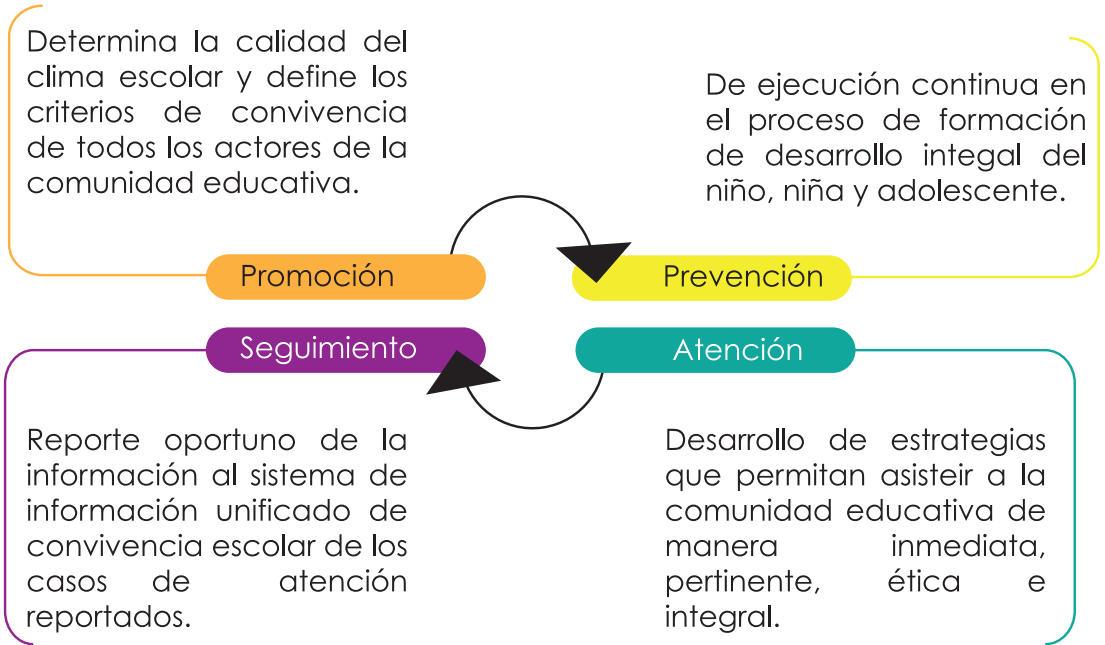 Determina la calidad del
clima escolar y define los
criterios de convivencia
de todos los actores de la
comunidad educativa.
Promoción
De ejecución continua en
el proceso de formación
de desarrollo integal del
niño, niña y adolescente.
Prevención
Seguimiento
Reporte oportuno de la
información al sistema de
información unificado de
convivencia escolar de los
casos de atención
reportados.
Atención
Desarrollo de estrategias
que permitan asisteir a la
comunidad educativa de
manera inmediata,
pertinente, ética e
integral.